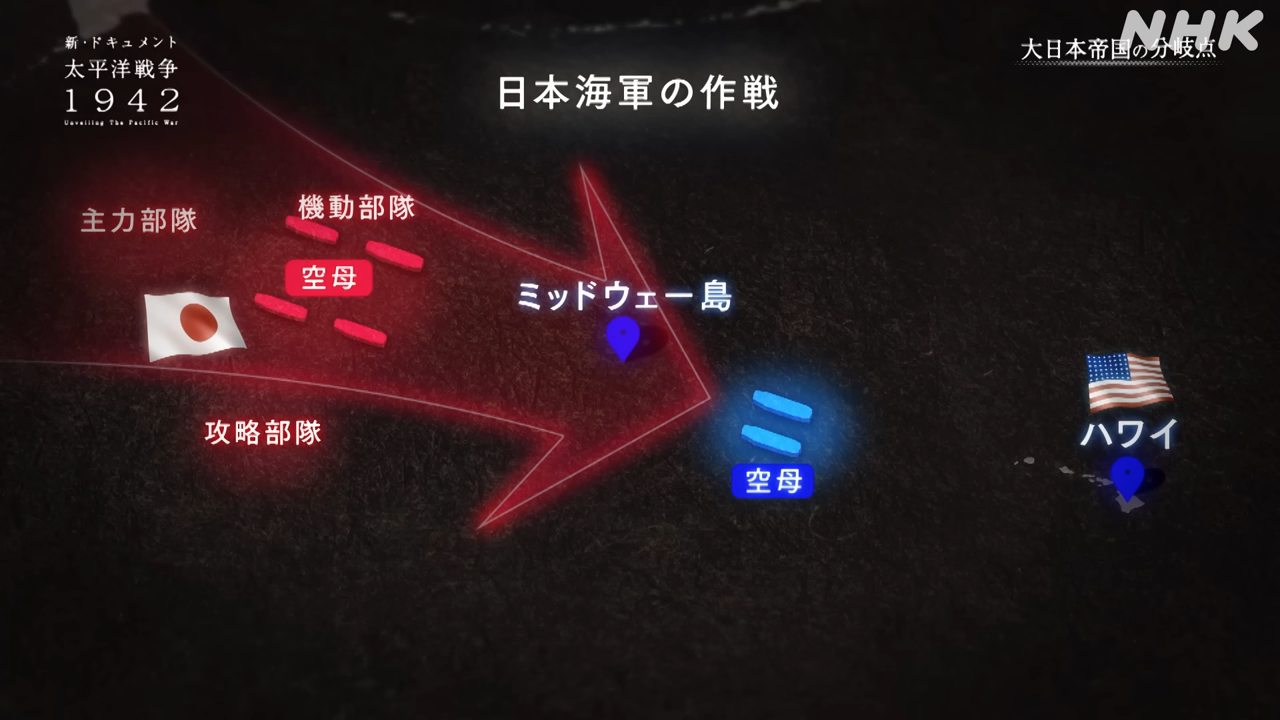 新・ドキュメント
太平洋戦争
1942
Unveiling The Pacific War
NHK
大日本帝国の分岐点
日本海軍の作戦
主力部隊
機動部隊
空母
ミッドウェー島
攻略部隊
空母
ハワイ